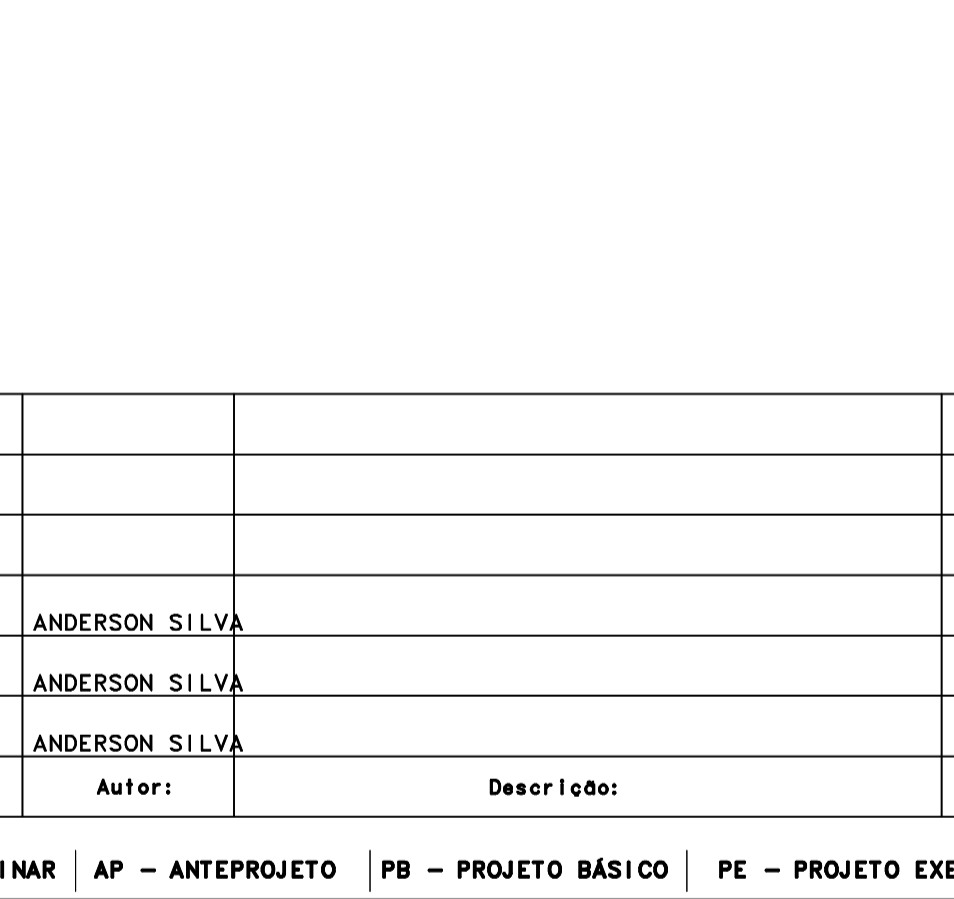 ANDERSON SILVA
ANDERSON SILVA
ANDERSON SILVA
Autor: Descrição:
INAR AP - ANTEPROJETO PB - PROJETO BÁSICO PE - PROJETO EXE